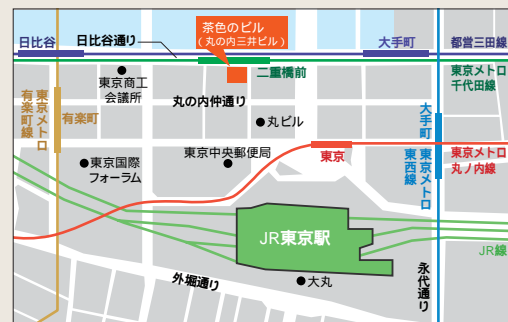 茶色のビル
(丸の内三井ビル)
日比谷
日比谷通り
大手町
都営三田線
二重橋前
東京メトロ
千代田線
東京商工
会議所
丸の内仲通り
東京メトロ
有楽町線
有楽町
丸ビル
大手町
東京メトロ
東西線
東京国際
フォーラム
東京中央郵便局
東京
東京メトロ
丸ノ内線
JR東京駅
JR線
外堀通り
大丸
永代通り